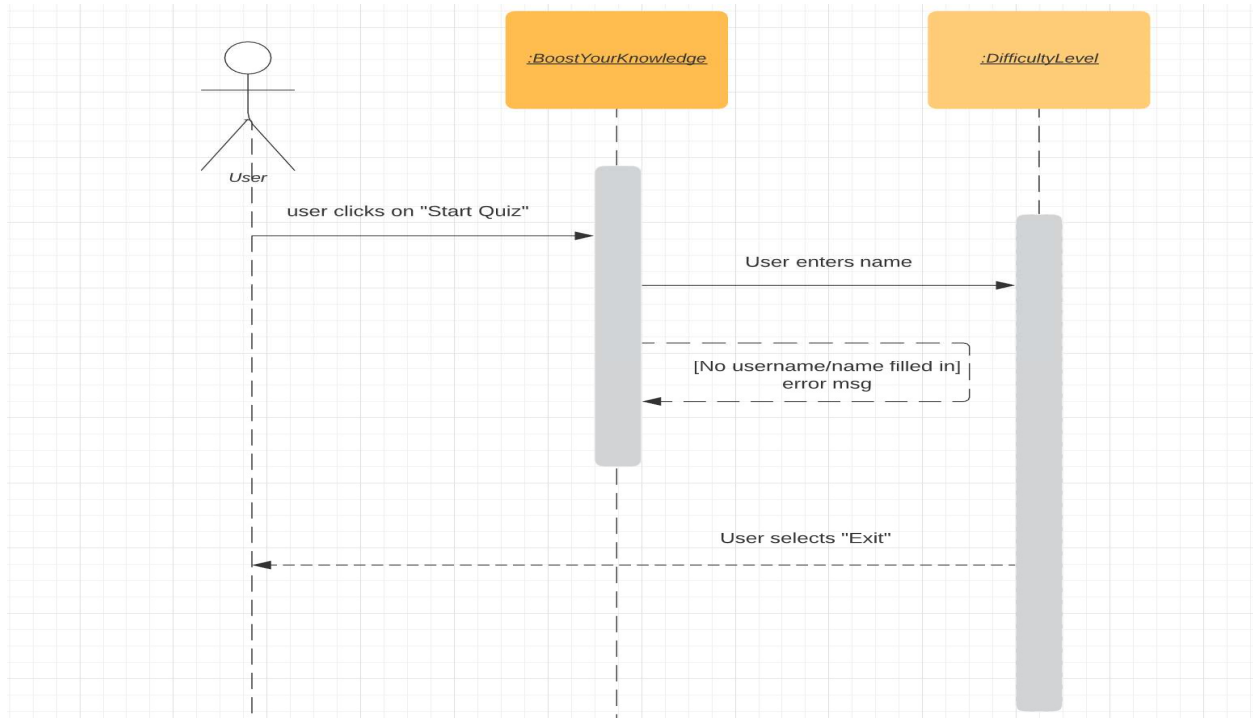 :BoostYourKnowledge
:DifficultyLevel
User
user clicks on "Start Quiz"
User enters name
[No username/name filled in]
error msg
User selects "Exit"